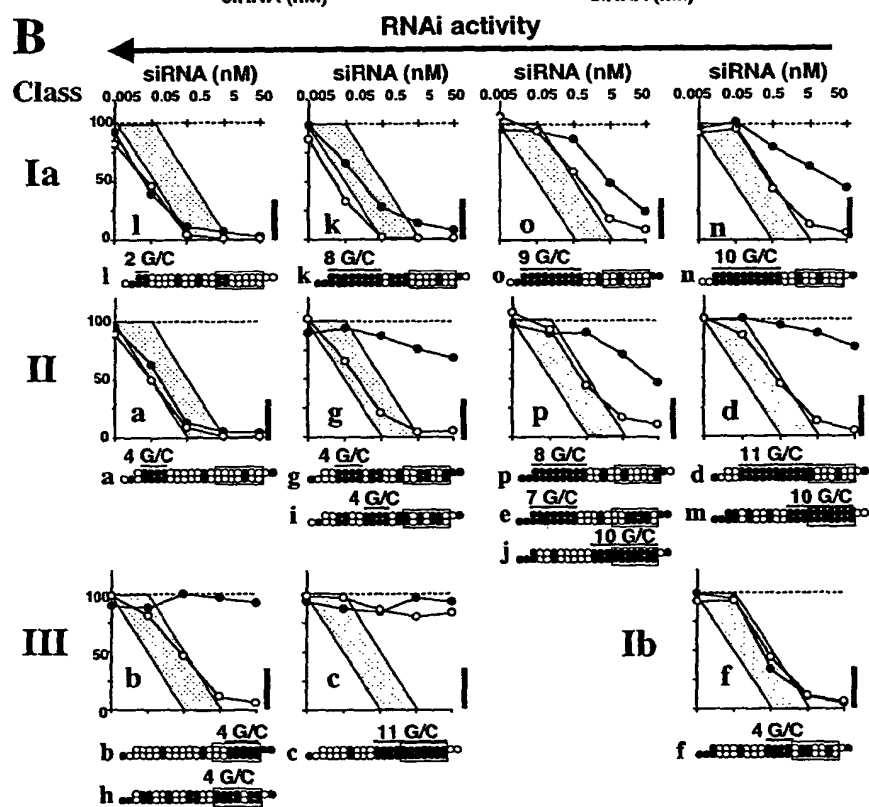 siRNA (nM) siRNA (nM)
B
RNAi activity
siRNA (nM) siRNA (nM) siRNA (nM) siRNA (nM)
Class 0.005 0.05 0.5 5 50 0.005 0.05 0.5 5 50 0.005 0.05 0.5 5 50 0.005 0.05 0.5 5 50
100
Ia
50
l k o n
0
2 G/C 8 G/C 9 G/C 10 G/C
l k o n
100
II
50
a g p d
0
4 G/C 4 G/C 8 G/C 11 G/C
a g p d
4 G/C 7 G/C 10 G/C
i e m
10 G/C
j
100
III Ib
50
b c f
0
4 G/C 11 G/C 4 G/C
b c f
4 G/C
h